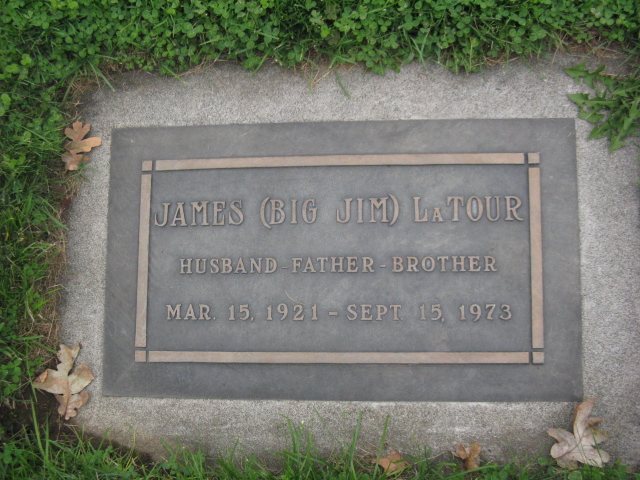 JAMES (BIG JIM) LaTOUR
HUSBAND - FATHER - BROTHER
MAR. 15, 1921 - SEPT. 15, 1973